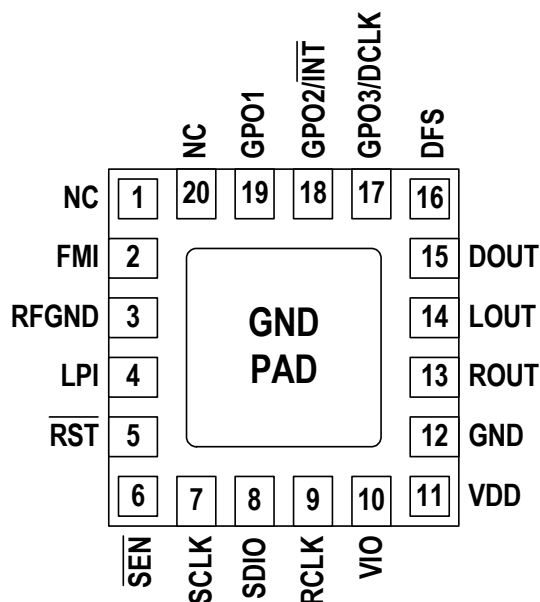 NC
GPO1
GPO2/INT
GPO3/DCLK
DFS
NC 1 20 19 18 17 16
FMI 2 15 DOUT
RFGND 3 14 LOUT
GND
PAD
LPI 4 13 ROUT
RST 5 12 GND
6 7 8 9 10 11 VDD
SEN
SCLK
SDIO
RCLK
VIO